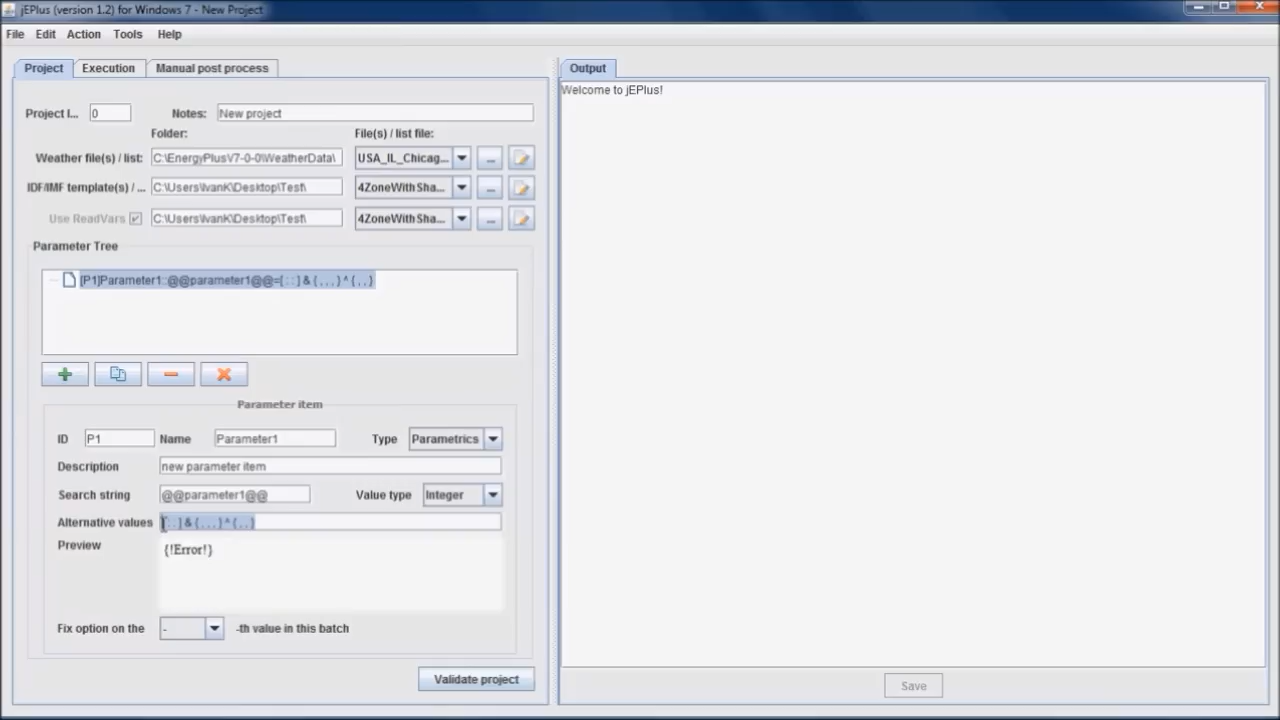 jEPlus (version 1.2) for Windows 7 - New Project
File Edit Action Tools Help
Project Execution Manual post process
Output
Welcome to jEPlus!
Project I... 0 Notes: New project
Folder: File(s) / list file:
Weather file(s) / list: C:\EnergyPlusV7-0-0\WeatherData\ USA_IL_Chicag... ...
IDF/IMF template(s) / ... C:\Users\IvanK\Desktop\Test\ 4ZoneWithSha... ...
Use ReadVars C:\Users\IvanK\Desktop\Test\ 4ZoneWithSha... ...
Parameter Tree
[P1]Parameter1::@@parameter1@@=[ : : ] & { , , , } ^ { , , }
Parameter item
ID P1 Name Parameter1 Type Parametrics
Description new parameter item
Search string @@parameter1@@ Value type Integer
Alternative values [ : : ] & { , , , } ^ { , , }
Preview {!Error!}
Fix option on the - -th value in this batch
Validate project
Save